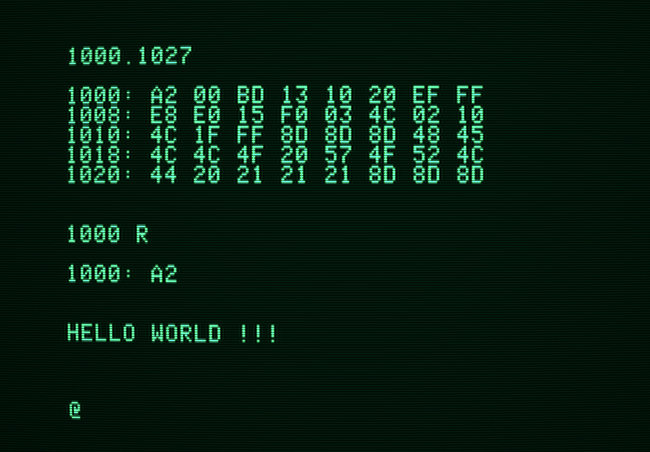 1000.1027
1000: A2 00 BD 13 10 20 EF FF
1008: E8 E0 15 F0 03 4C 02 10
1010: 4C 1F FF 8D 8D 8D 48 45
1018: 4C 4C 4F 20 57 4F 52 4C
1020: 44 20 21 21 21 8D 8D 8D
1000 R
1000: A2
HELLO WORLD !!!
@